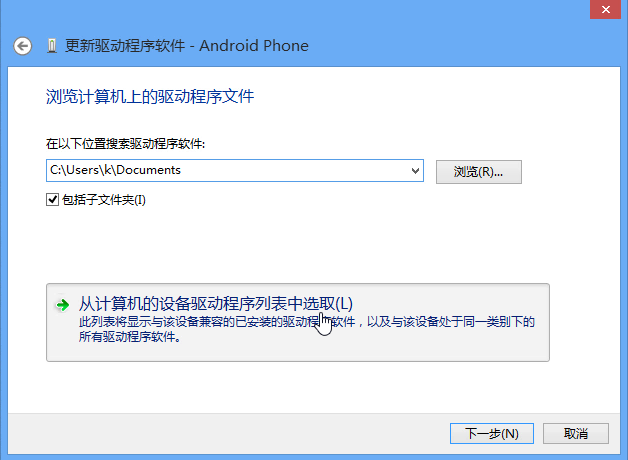 更新驱动程序软件 - Android Phone
浏览计算机上的驱动程序文件
在以下位置搜索驱动程序软件:
C:\Users\k\Documents
浏览(R)...
包括子文件夹(I)
从计算机的设备驱动程序列表中选取(L)
此列表将显示与该设备兼容的已安装的驱动程序软件，以及与该设备处于同一类别下的
所有驱动程序软件。
下一步(N)
取消